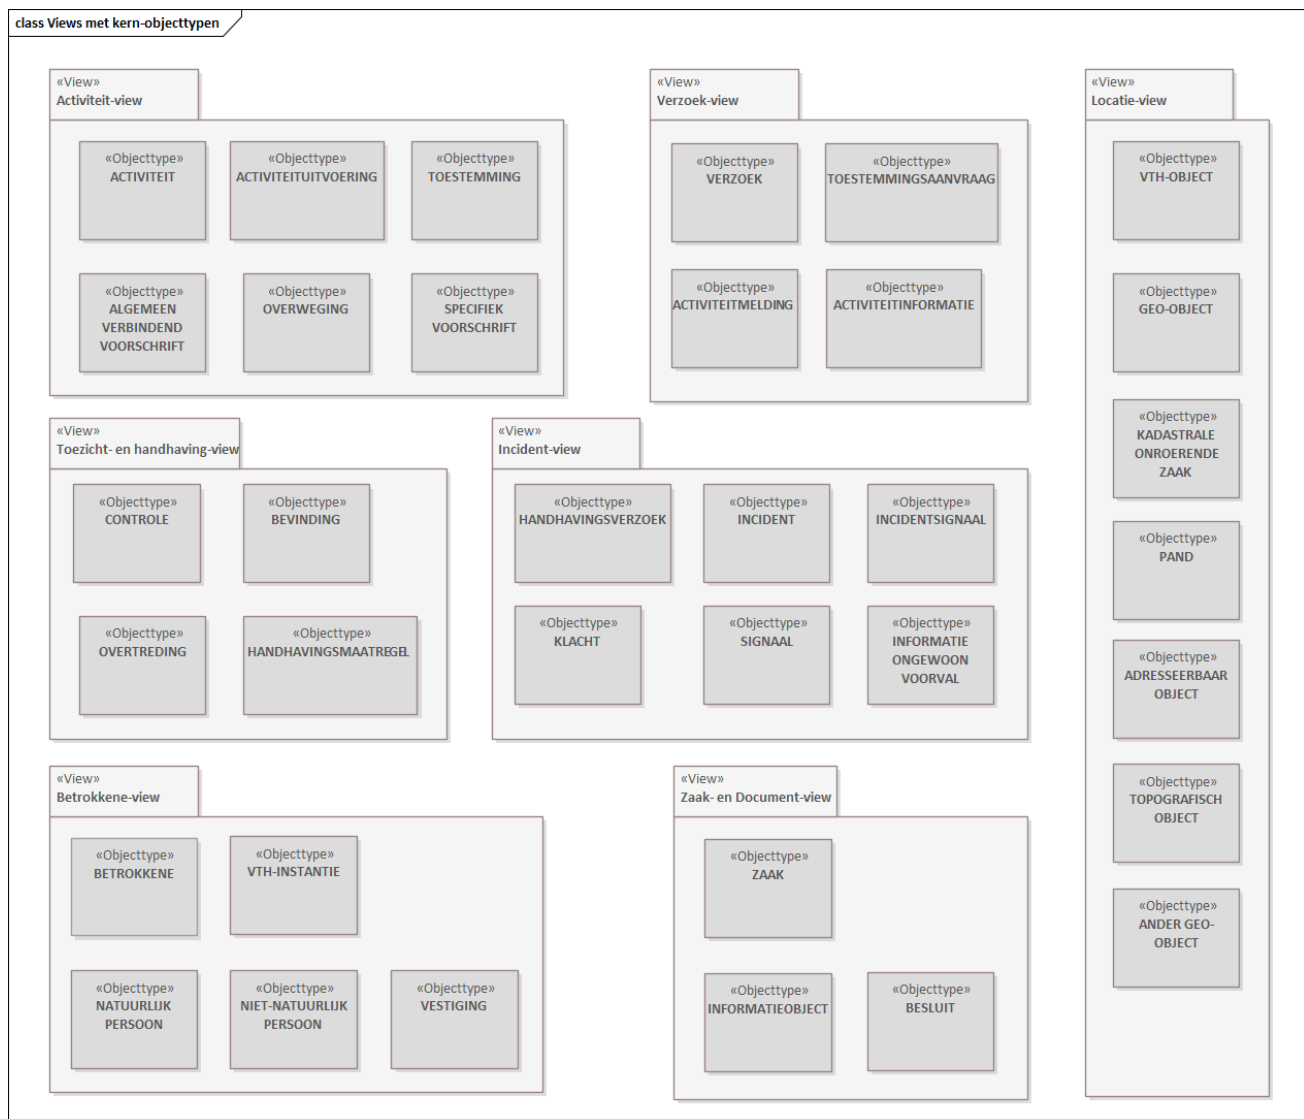 class Views met kern-objecttypen
«View»
Activiteit-view
«Objecttype»
ACTIVITEIT
«Objecttype»
ACTIVITEITUITVOERING
«Objecttype»
TOESTEMMING
«Objecttype»
ALGEMEEN
VERBINDEND
VOORSCHRIFT
«Objecttype»
OVERWEGING
«Objecttype»
SPECIFIEK
VOORSCHRIFT
«View»
Verzoek-view
«Objecttype»
VERZOEK
«Objecttype»
TOESTEMMINGSAANVRAAG
«Objecttype»
ACTIVITEITMELDING
«Objecttype»
ACTIVITEITINFORMATIE
«View»
Locatie-view
«Objecttype»
VTH-OBJECT
«Objecttype»
GEO-OBJECT
«Objecttype»
KADASTRALE
ONROERENDE
ZAAK
«Objecttype»
PAND
«Objecttype»
ADRESSEERBAAR
OBJECT
«Objecttype»
TOPOGRAFISCH
OBJECT
«Objecttype»
ANDER GEO-
OBJECT
«View»
Toezicht- en handhaving-view
«Objecttype»
CONTROLE
«Objecttype»
BEVINDING
«Objecttype»
OVERTREDING
«Objecttype»
HANDHAVINGSMAATREGEL
«View»
Incident-view
«Objecttype»
HANDHAVINGSVERZOEK
«Objecttype»
INCIDENT
«Objecttype»
INCIDENTSIGNAAL
«Objecttype»
KLACHT
«Objecttype»
SIGNAAL
«Objecttype»
INFORMATIE
ONGEWOON
VOORVAL
«View»
Betrokkene-view
«Objecttype»
BETROKKENE
«Objecttype»
VTH-INSTANTIE
«Objecttype»
NATUURLIJK
PERSOON
«Objecttype»
NIET-NATUURLIJK
PERSOON
«Objecttype»
VESTIGING
«View»
Zaak- en Document-view
«Objecttype»
ZAAK
«Objecttype»
INFORMATIEOBJECT
«Objecttype»
BESLUIT